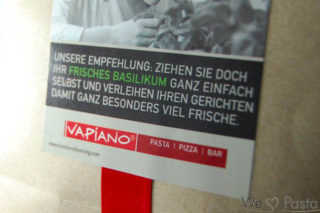 UNSERE EMPFEHLUNG: ZIEHEN SIE DOCH
IHR FRISCHES BASILIKUM GANZ EINFACH
SELBST UND VERLEIHEN IHREN GERICHTEN
DAMIT GANZ BESONDERS VIEL FRISCHE.
VAPIANO®
PASTA | PIZZA | BAR
We Pasta